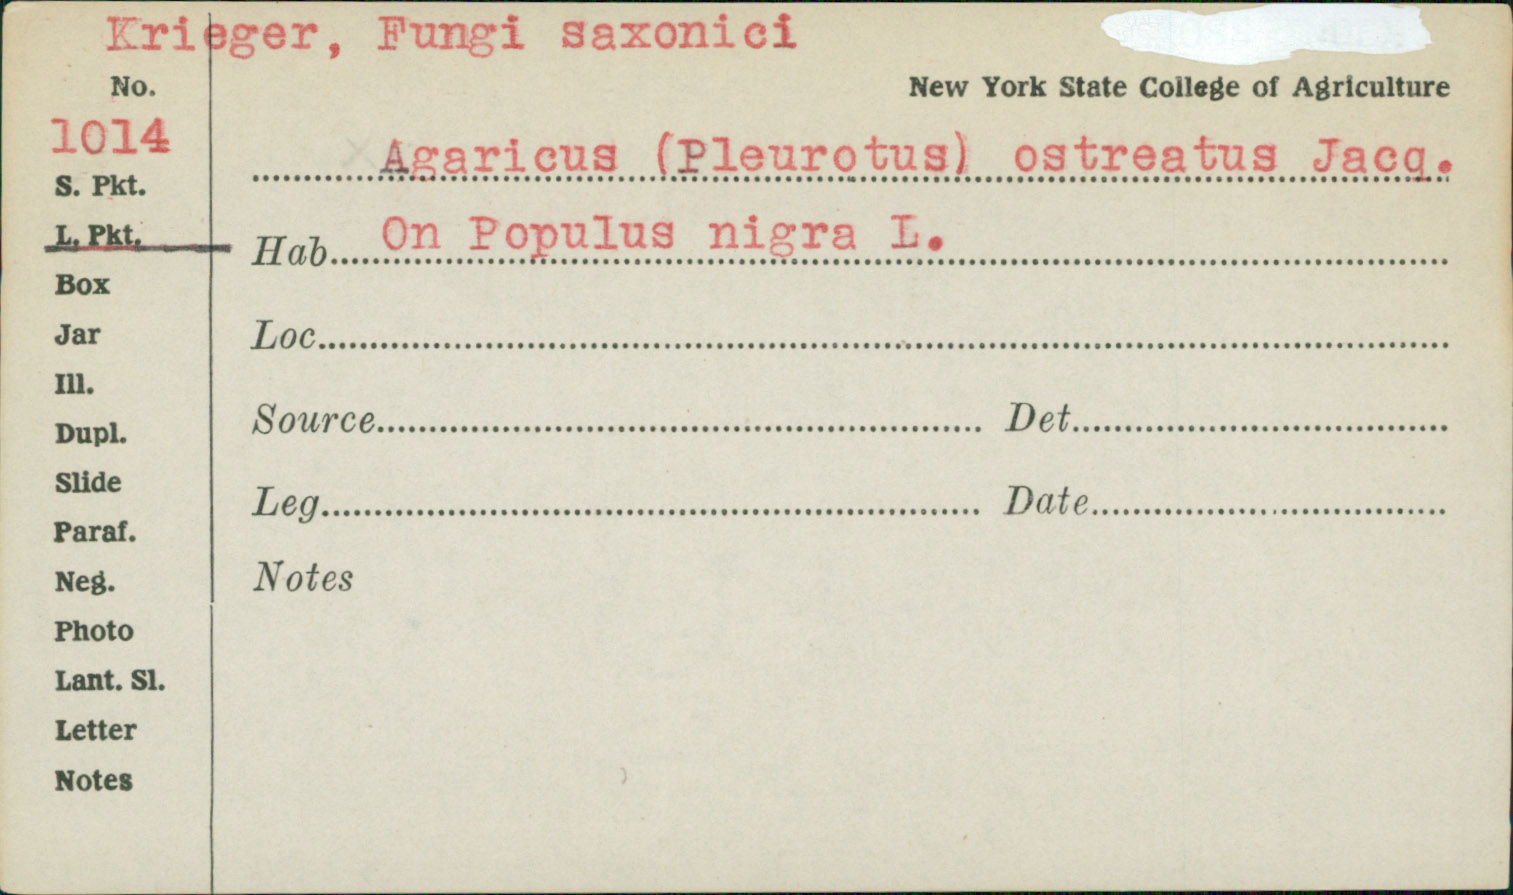 Krieger, Fungi saxonici
No.
New York State College of Agriculture
1014
Agaricus (Pleurotus) ostreatus Jacq.
S. Pkt.
L. Pkt.
Hab. On Populus nigra L.
Box
Jar
Loc.
Ill.
Dupl.
Source Det.
Slide
Leg. Date
Paraf.
Neg.
Notes
Photo
Lant. Sl.
Letter
Notes